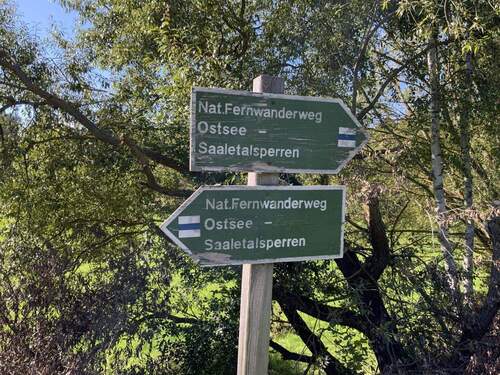 Nat.Fernwanderweg
Ostsee -
Saaletalsperren
Nat.Fernwanderweg
Ostsee -
Saaletalsperren